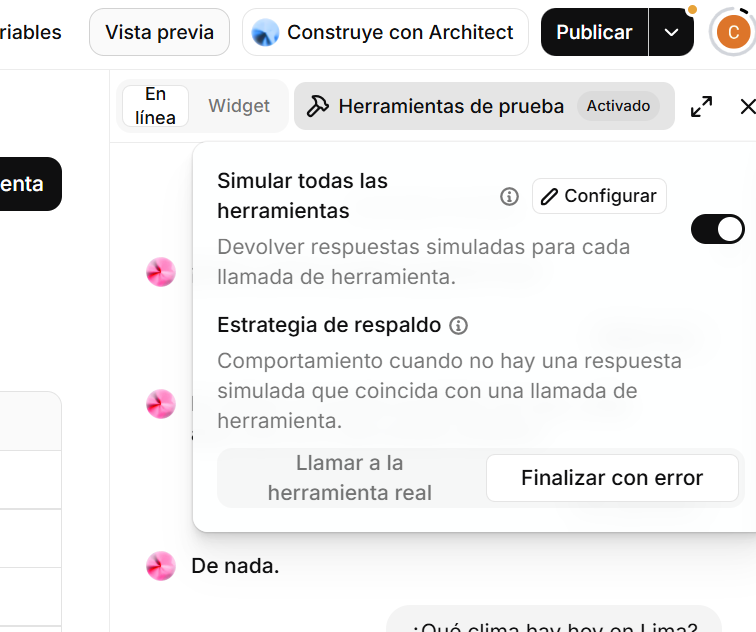 riables
Vista previa
Construye con Architect
Publicar
C
En
línea
Widget
Herramientas de prueba
Activado
enta
Simular todas las
herramientas
Configurar
Devolver respuestas simuladas para cada
llamada de herramienta.
Estrategia de respaldo
Comportamiento cuando no hay una respuesta
simulada que coincida con una llamada de
herramienta.
Llamar a la
herramienta real
Finalizar con error
De nada.
¿Qué clima hay hoy en Lima?